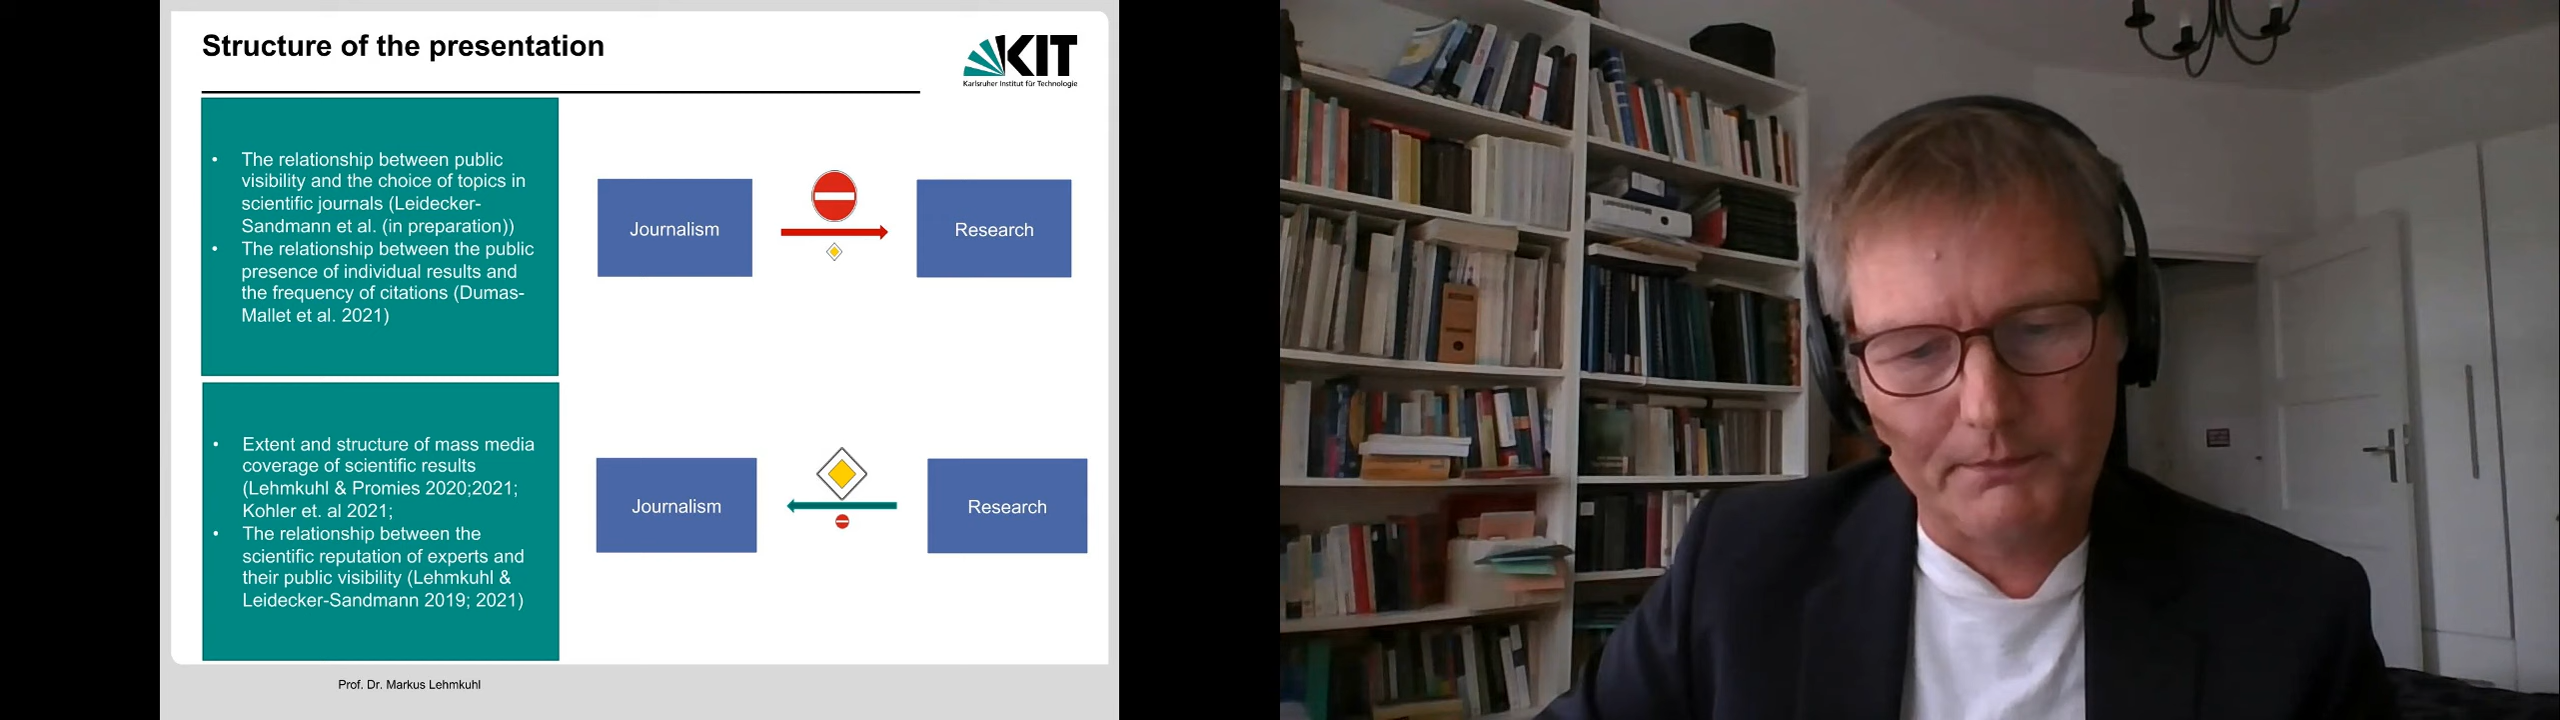 Structure of the presentation
KIT
Karlsruher Institut für Technologie
• The relationship between public
visibility and the choice of topics in
scientific journals (Leidecker-
Sandmann et al. (in preparation))
• The relationship between the public
presence of individual results and
the frequency of citations (Dumas-
Mallet et al. 2021)
Journalism
Research
• Extent and structure of mass media
coverage of scientific results
(Lehmkuhl & Promies 2020;2021;
Kohler et. al 2021;
• The relationship between the
scientific reputation of experts and
their public visibility (Lehmkuhl &
Leidecker-Sandmann 2019; 2021)
Journalism
Research
Prof. Dr. Markus Lehmkuhl